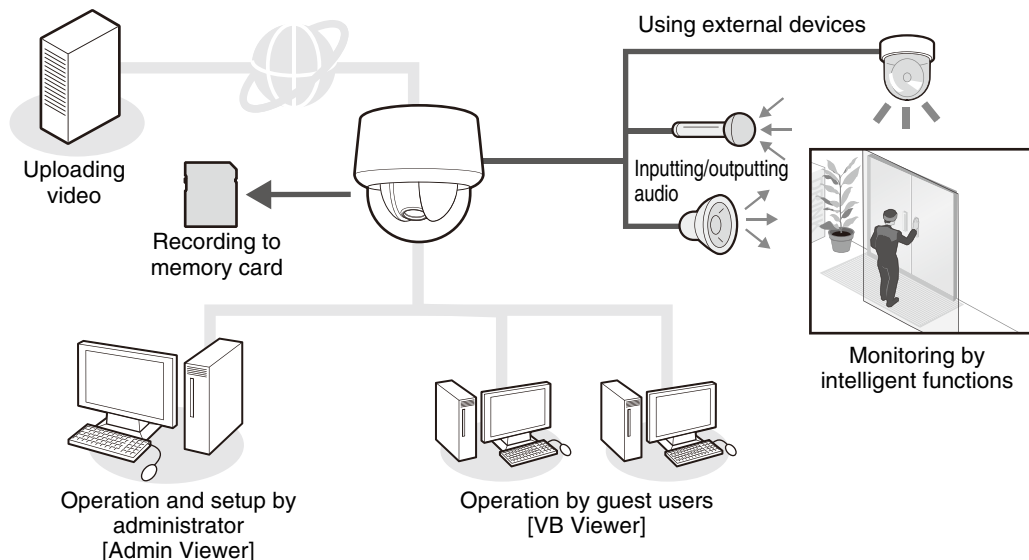 Using external devices
Uploading
video
Inputting/outputting
audio
Recording to
memory card
Monitoring by
intelligent functions
Operation and setup by
administrator
[Admin Viewer]
Operation by guest users
[VB Viewer]